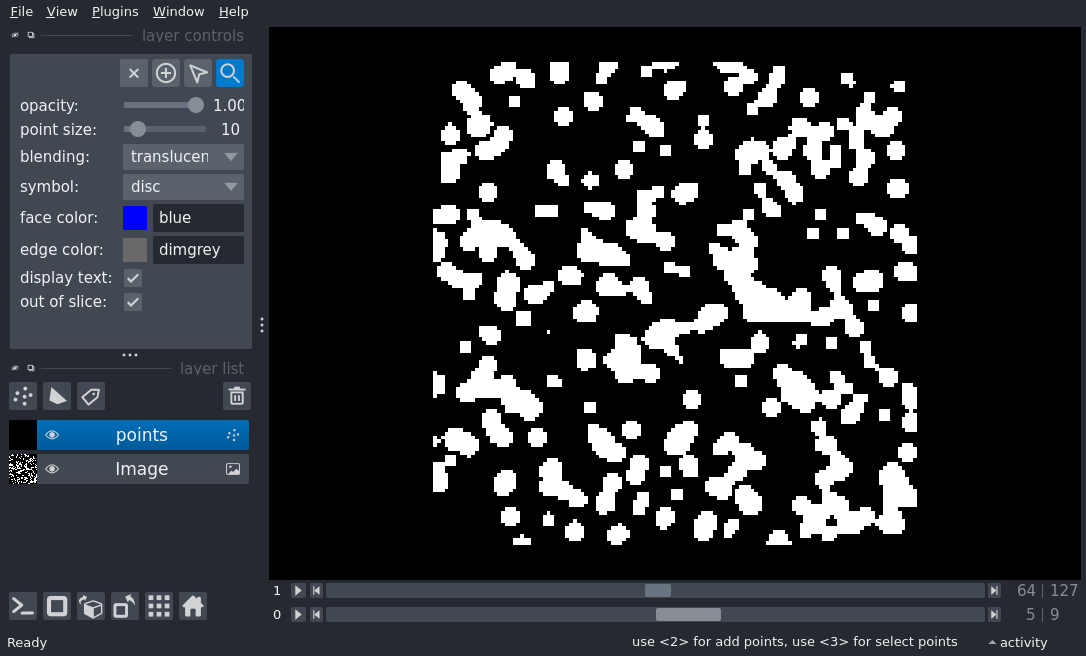 File View Plugins Window Help
layer controls
opacity: 1.00
point size: 10
blending: translucen
symbol: disc
face color: blue
edge color: dimgrey
display text:
out of slice:
layer list
points
Image
1 64 | 127
0 5 | 9
Ready use <2> for add points, use <3> for select points activity